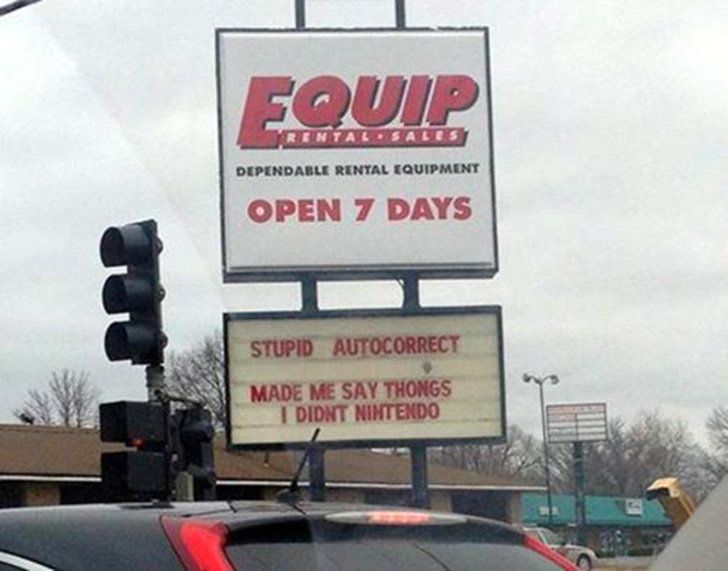 EQUIP
RENTAL • SALES
DEPENDABLE RENTAL EQUIPMENT
OPEN 7 DAYS
STUPID AUTOCORRECT
MADE ME SAY THONGS
I DIDNT NINTENDO